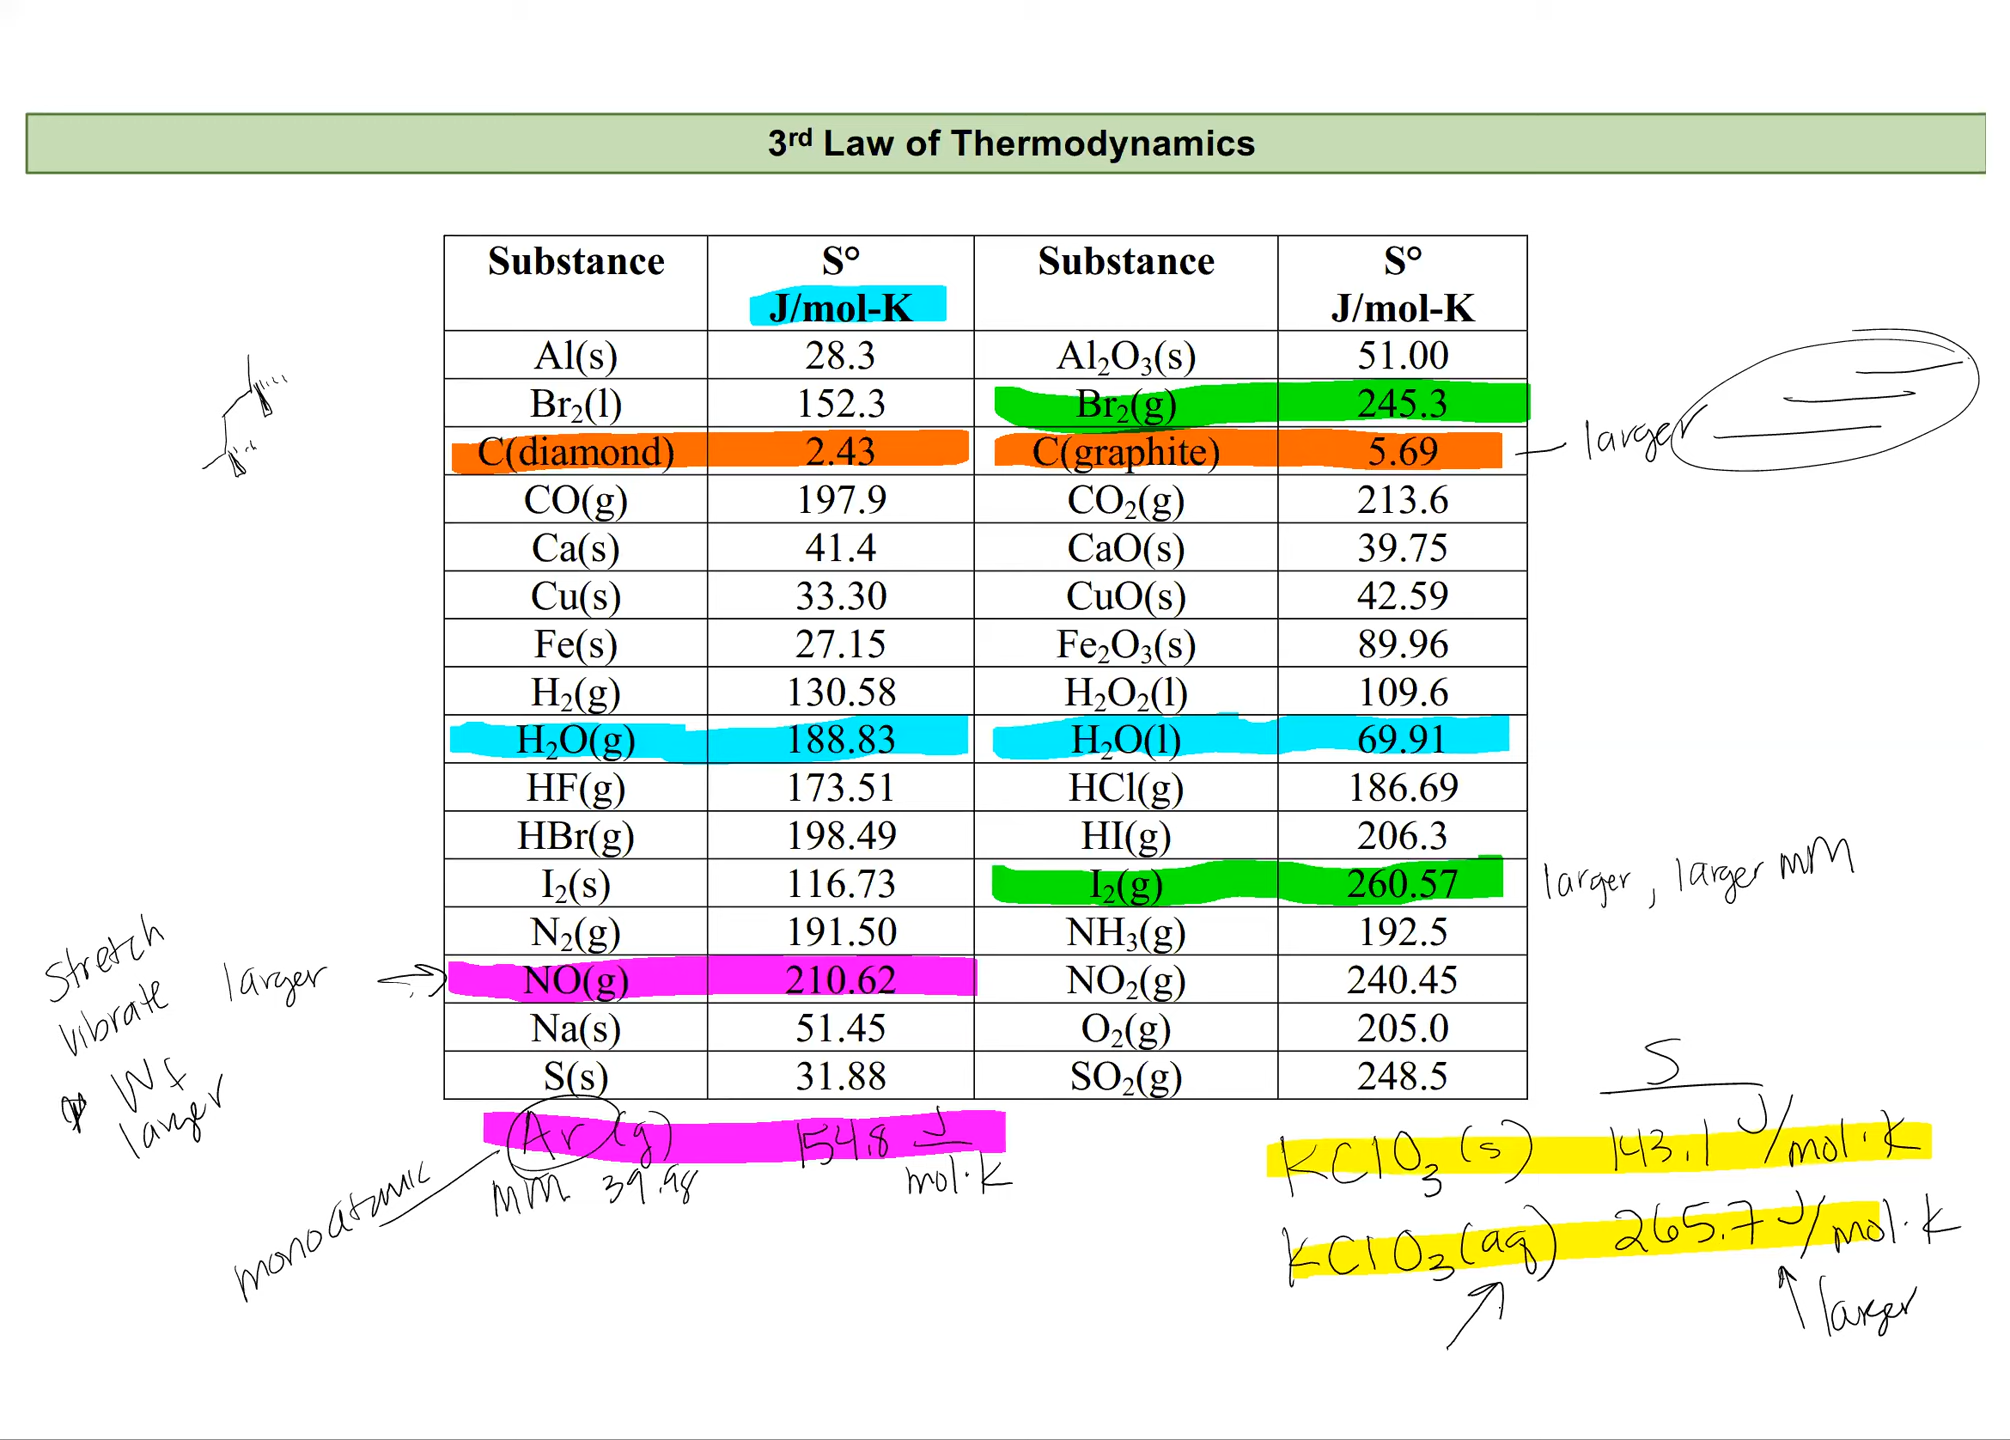 3rd Law of Thermodynamics
Substance S° J/mol-K Substance S° J/mol-K
Al(s) 28.3 Al₂O₃(s) 51.00
Br₂(l) 152.3 Br₂(g) 245.3
C(diamond) 2.43 C(graphite) 5.69 larger
CO(g) 197.9 CO₂(g) 213.6
Ca(s) 41.4 CaO(s) 39.75
Cu(s) 33.30 CuO(s) 42.59
Fe(s) 27.15 Fe₂O₃(s) 89.96
H₂(g) 130.58 H₂O₂(l) 109.6
H₂O(g) 188.83 H₂O(l) 69.91
HF(g) 173.51 HCl(g) 186.69
HBr(g) 198.49 HI(g) 206.3
I₂(s) 116.73 I₂(g) 260.57 larger, larger MM
N₂(g) 191.50 NH₃(g) 192.5
NO(g) 210.62 NO₂(g) 240.45
Na(s) 51.45 O₂(g) 205.0
S(s) 31.88 SO₂(g) 248.5
larger
stretch
vibrate
larger
Ar(g) 154.8 J
MM 39.98 mol·K
monoatomic
S
KClO₃(s) 143.1 J/mol·K
KClO₃(aq) 265.7 J/mol·K
larger